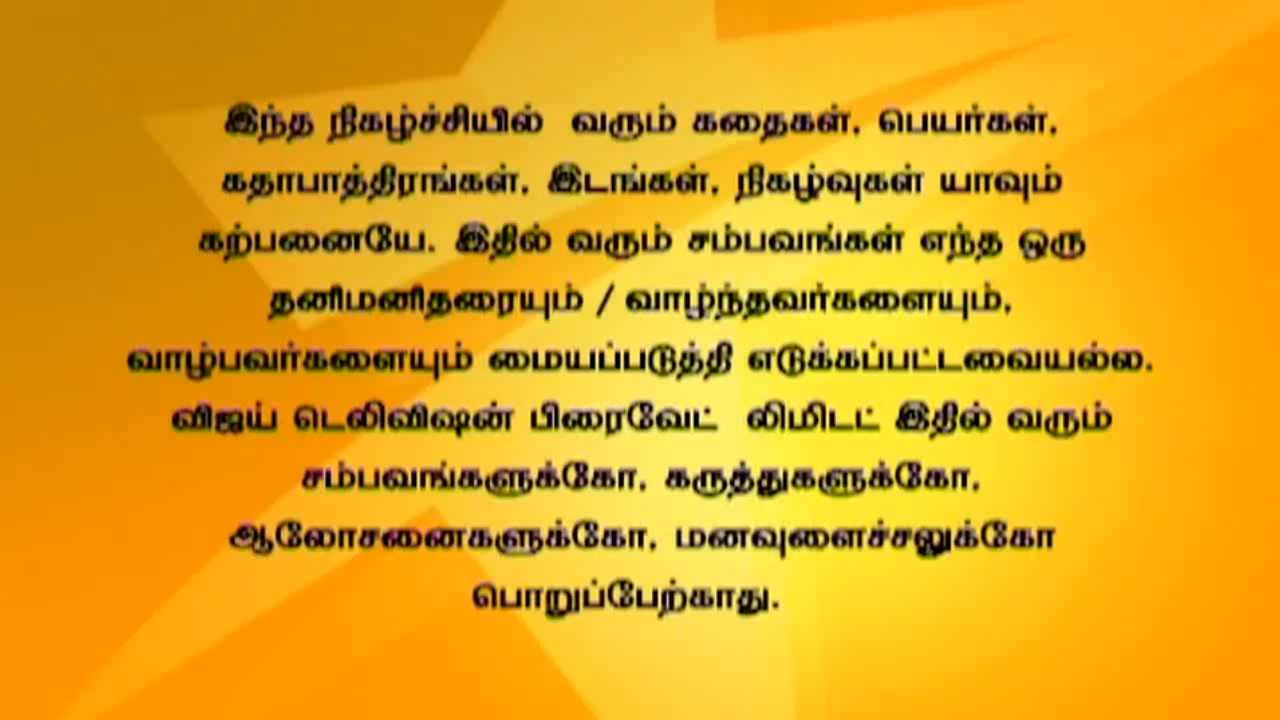 இந்த நிகழ்ச்சியில் வரும் கதைகள், பெயர்கள்,
கதாபாத்திரங்கள், இடங்கள், நிகழ்வுகள் யாவும்
கற்பனையே. இதில் வரும் சம்பவங்கள் எந்த ஒரு
தனிமனிதரையும் / வாழ்ந்தவர்களையும்,
வாழ்பவர்களையும் மையப்படுத்தி எடுக்கப்பட்டவையல்ல.
விஜய் டெலிவிஷன் பிரைவேட் லிமிடட் இதில் வரும்
சம்பவங்களுக்கோ, கருத்துகளுக்கோ,
ஆலோசனைகளுக்கோ, மனவுளைச்சலுக்கோ
பொறுப்பேற்காது.